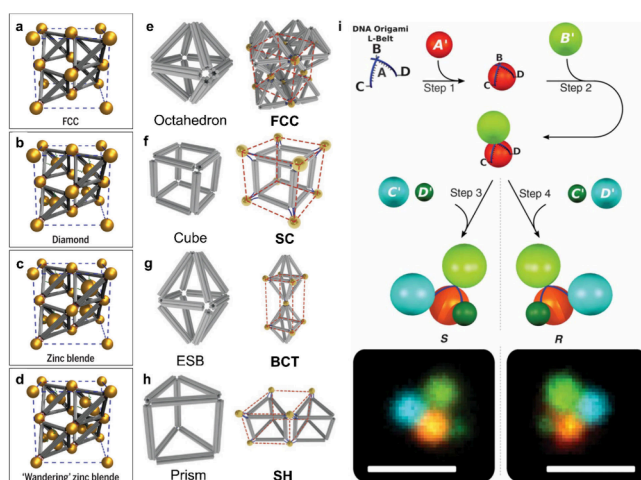 a
FCC
b
Diamond
c
Zinc blende
d
'Wandering' zinc blende
e
Octahedron
FCC
f
Cube
SC
g
ESB
BCT
h
Prism
SH
i
DNA Origami
L-Belt
B
A
D
C
A'
Step 1
B
A
C
D
B'
Step 2
C
D
C'
D'
Step 3
Step 4
C'
D'
S
R